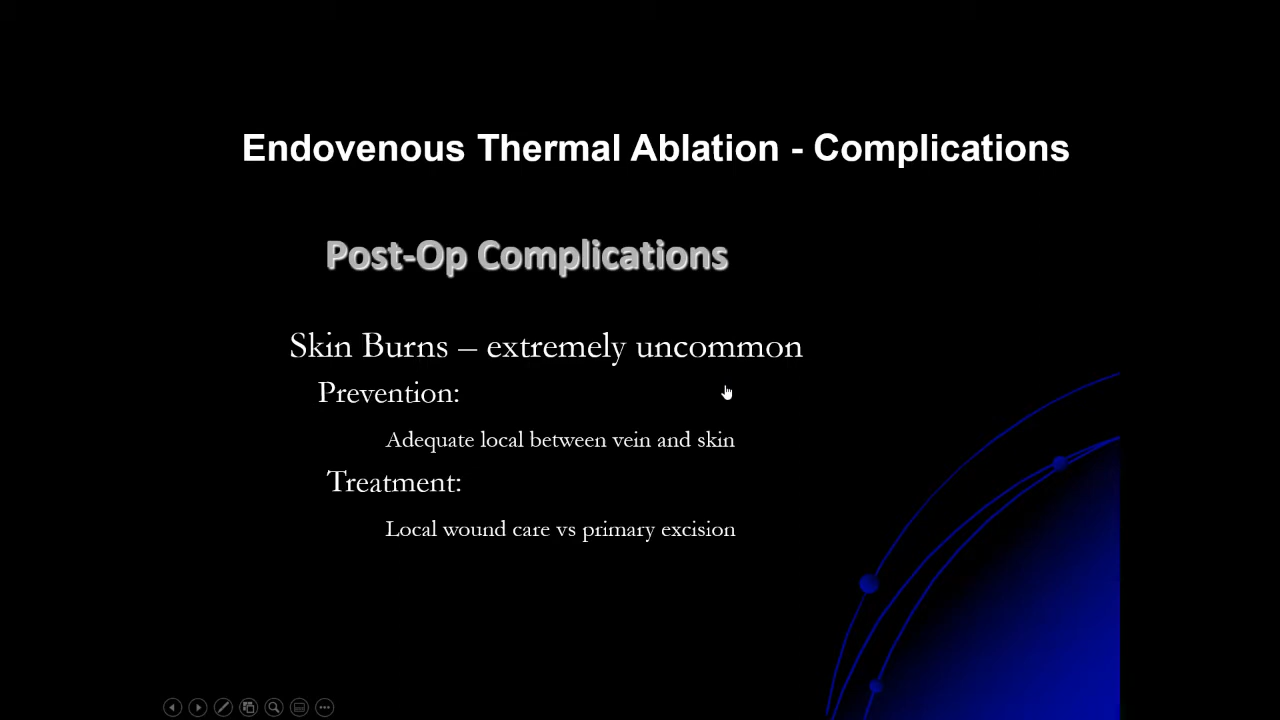 Endovenous Thermal Ablation - Complications
Post-Op Complications
Skin Burns – extremely uncommon
Prevention:
Adequate local between vein and skin
Treatment:
Local wound care vs primary excision